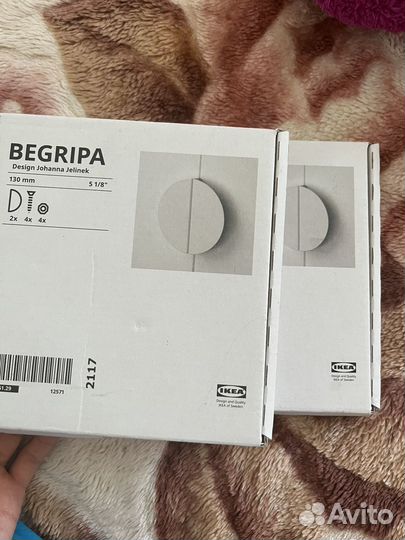 BEGRIPA
Design Johanna Jelinek
130 mm 5 1/8"
2x 4x 4x
2117
12571
IKEA
Design and Quality
IKEA of Sweden
IKEA
Design and Quality
IKEA of Sweden
Avito